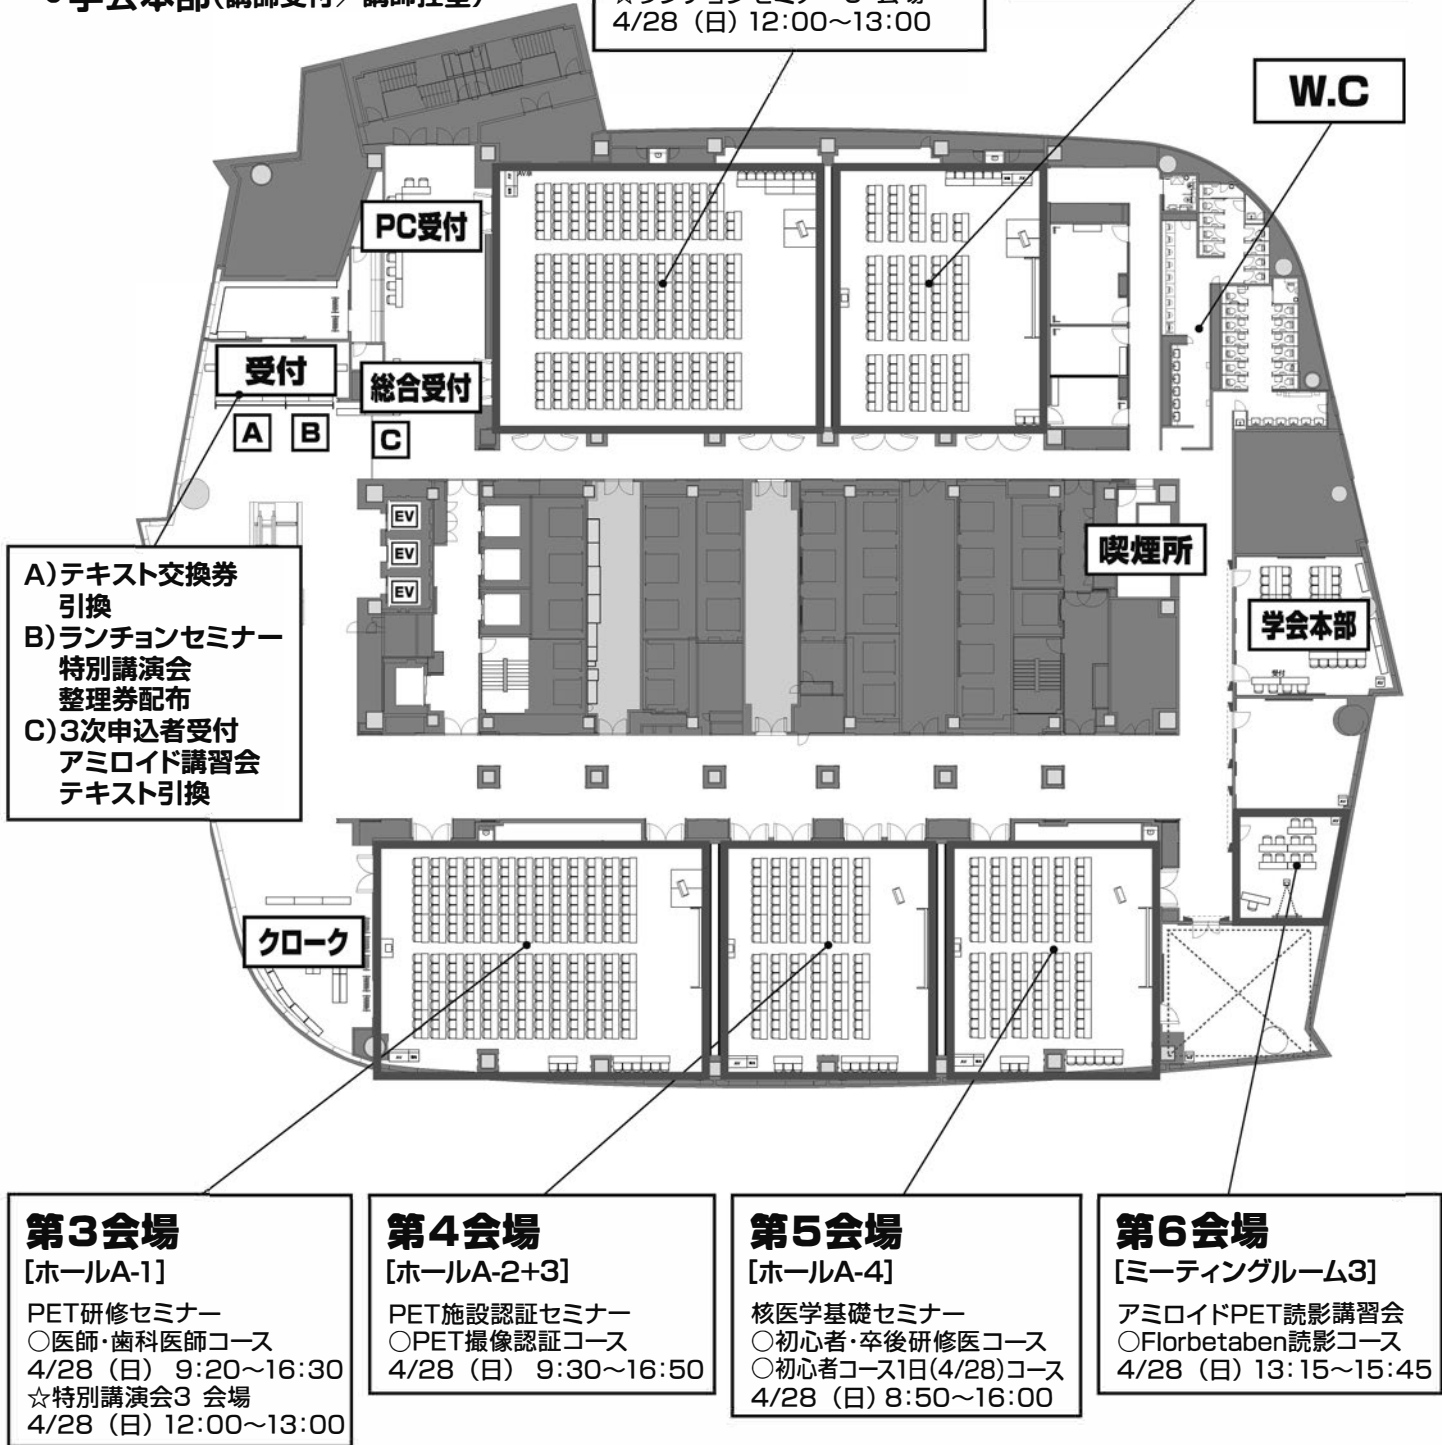 学会本部(講師受付／講師控室)
☆ランチョンセミナー3 会場
4/28（日）12:00〜13:00
W.C
PC受付
受付
総合受付
A
B
C
EV
EV
EV
喫煙所
学会本部
受付
A)テキスト交換券
引換
B)ランチョンセミナー
特別講演会
整理券配布
C)3次申込者受付
アミロイド講習会
テキスト引換
クローク
第3会場
[ホールA-1]
PET研修セミナー
○医師・歯科医師コース
4/28（日） 9:20〜16:30
☆特別講演会3 会場
4/28（日）12:00〜13:00
第4会場
[ホールA-2+3]
PET施設認証セミナー
○PET撮像認証コース
4/28（日） 9:30〜16:50
第5会場
[ホールA-4]
核医学基礎セミナー
○初心者・卒後研修医コース
○初心者コース1日(4/28)コース
4/28（日）8:50〜16:00
第6会場
[ミーティングルーム3]
アミロイドPET読影講習会
○Florbetaben読影コース
4/28（日）13:15〜15:45